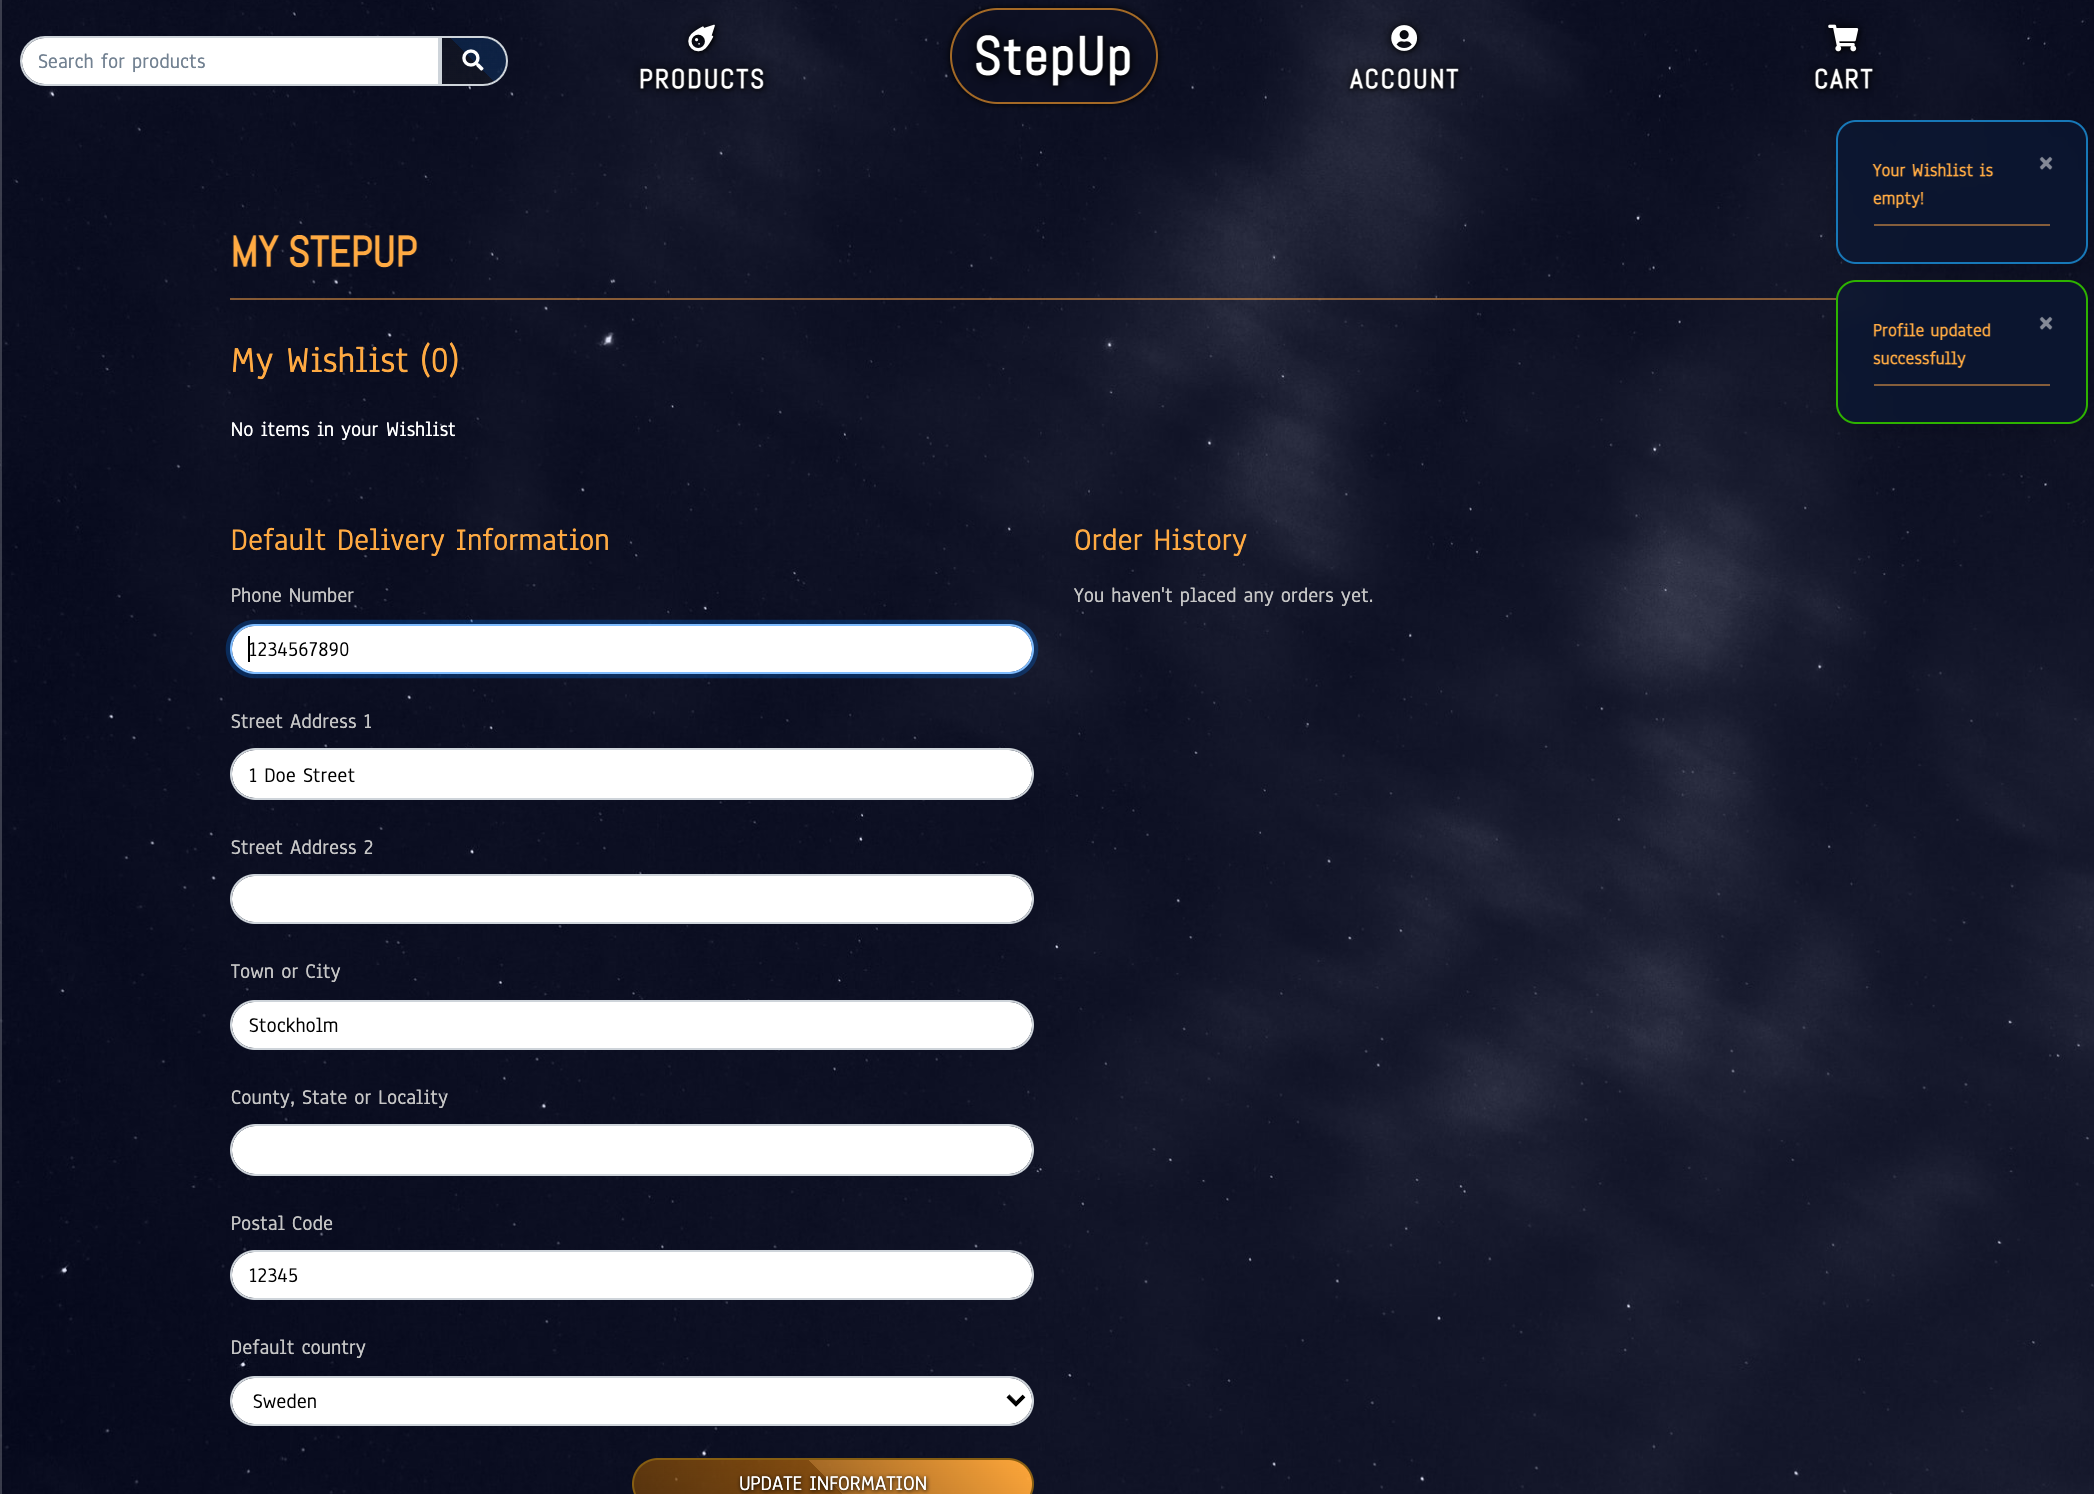 Search for products
PRODUCTS
StepUp
ACCOUNT
CART
Your Wishlist is
empty!
×
Profile updated
successfully
×
MY STEPUP
My Wishlist (0)
No items in your Wishlist
Default Delivery Information
Phone Number
1234567890
Street Address 1
1 Doe Street
Street Address 2
Town or City
Stockholm
County, State or Locality
Postal Code
12345
Default country
Sweden
UPDATE INFORMATION
Order History
You haven't placed any orders yet.